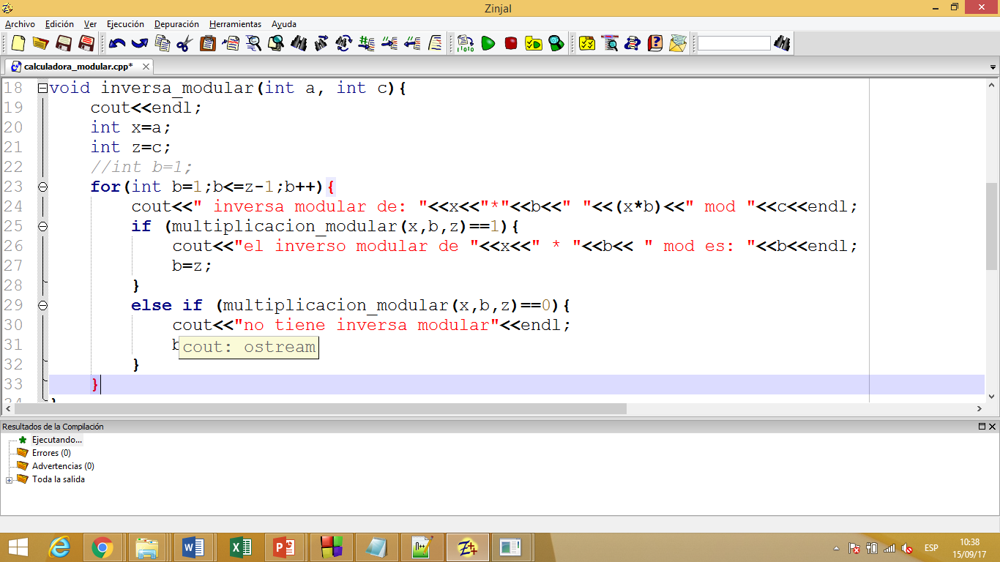 Zinjal
Archivo Edición Ver Ejecución Depuración Herramientas Ayuda
calculadora_modular.cpp*
18 void inversa_modular(int a, int c){
19 cout<<endl;
20 int x=a;
21 int z=c;
22 //int b=1;
23 for(int b=1;b<=z-1;b++){
24 cout<<" inversa modular de: "<<x<<"*"<<b<<" "<<(x*b)<<" mod "<<c<<endl;
25 if (multiplicacion_modular(x,b,z)==1){
26 cout<<"el inverso modular de "<<x<<" * "<<b<< " mod es: "<<b<<endl;
27 b=z;
28 }
29 else if (multiplicacion_modular(x,b,z)==0){
30 cout<<"no tiene inversa modular"<<endl;
31 b
cout: ostream
32 }
33 }
34 }
Resultados de la Compilación
Ejecutando...
Errores (0)
Advertencias (0)
Toda la salida
ESP
10:38
15/09/17